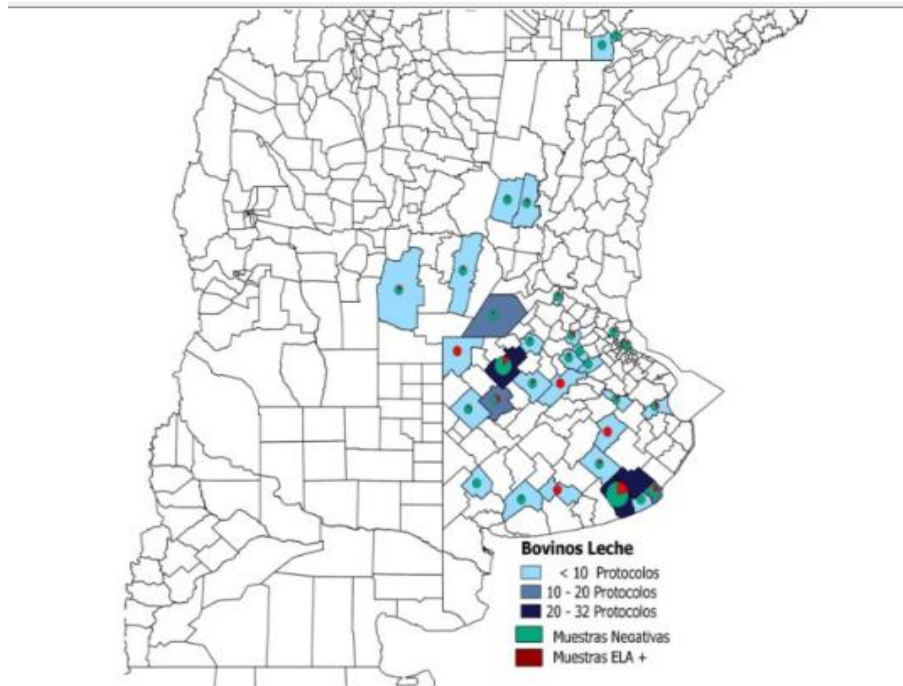 Bovinos Leche
< 10 Protocolos
10 - 20 Protocolos
20 - 32 Protocolos
Muestras Negativas
Muestras ELA +